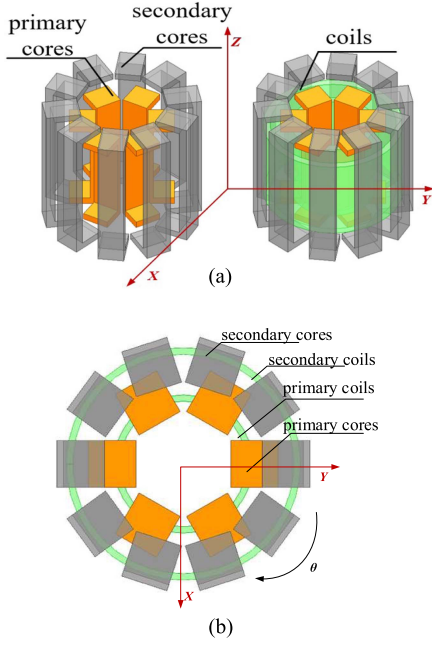 primary
cores
secondary
cores
coils
Z
Y
X
(a)
secondary cores
secondary coils
primary coils
primary cores
Y
θ
X
(b)